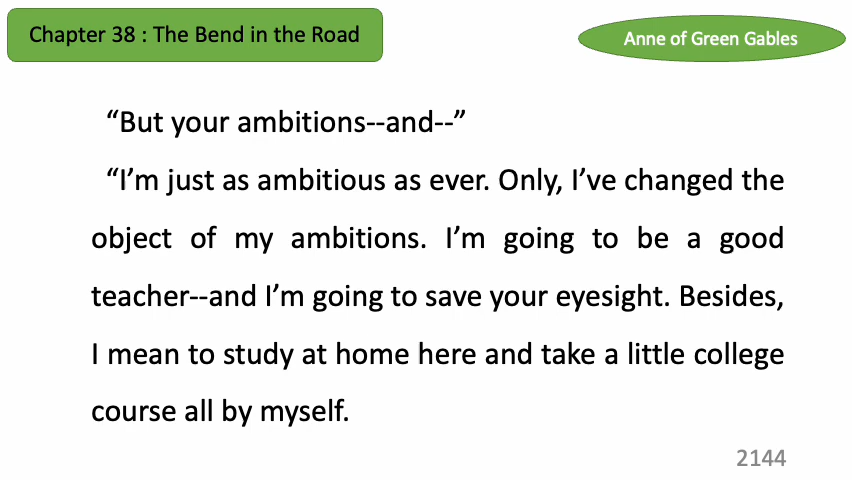 Chapter 38 : The Bend in the Road
Anne of Green Gables
“But your ambitions--and--”
“I’m just as ambitious as ever. Only, I’ve changed the
object of my ambitions. I’m going to be a good
teacher--and I’m going to save your eyesight. Besides,
I mean to study at home here and take a little college
course all by myself.
2144